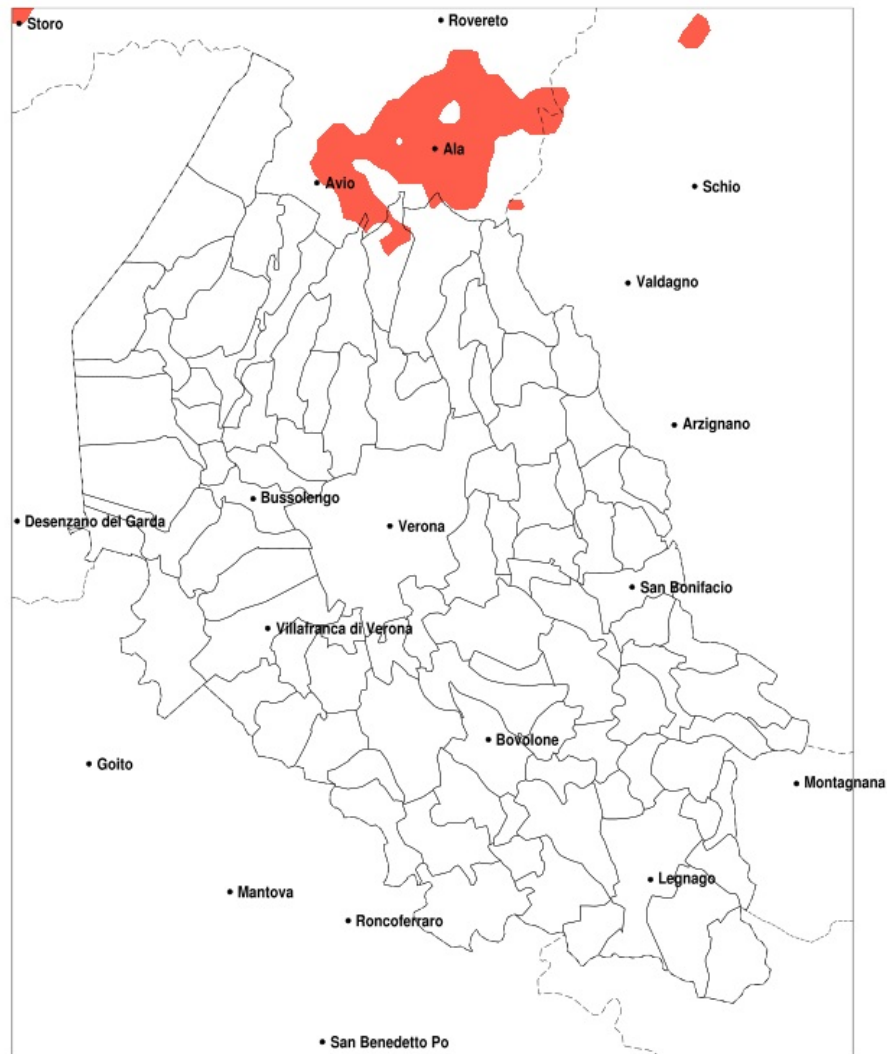 Storo
Rovereto
Ala
Avio
Schio
Valdagno
Arzignano
Bussolengo
Desenzano del Garda
Verona
San Bonifacio
Villafranca di Verona
Bovolone
Goito
Montagnana
Legnago
Mantova
Roncoferraro
San Benedetto Po